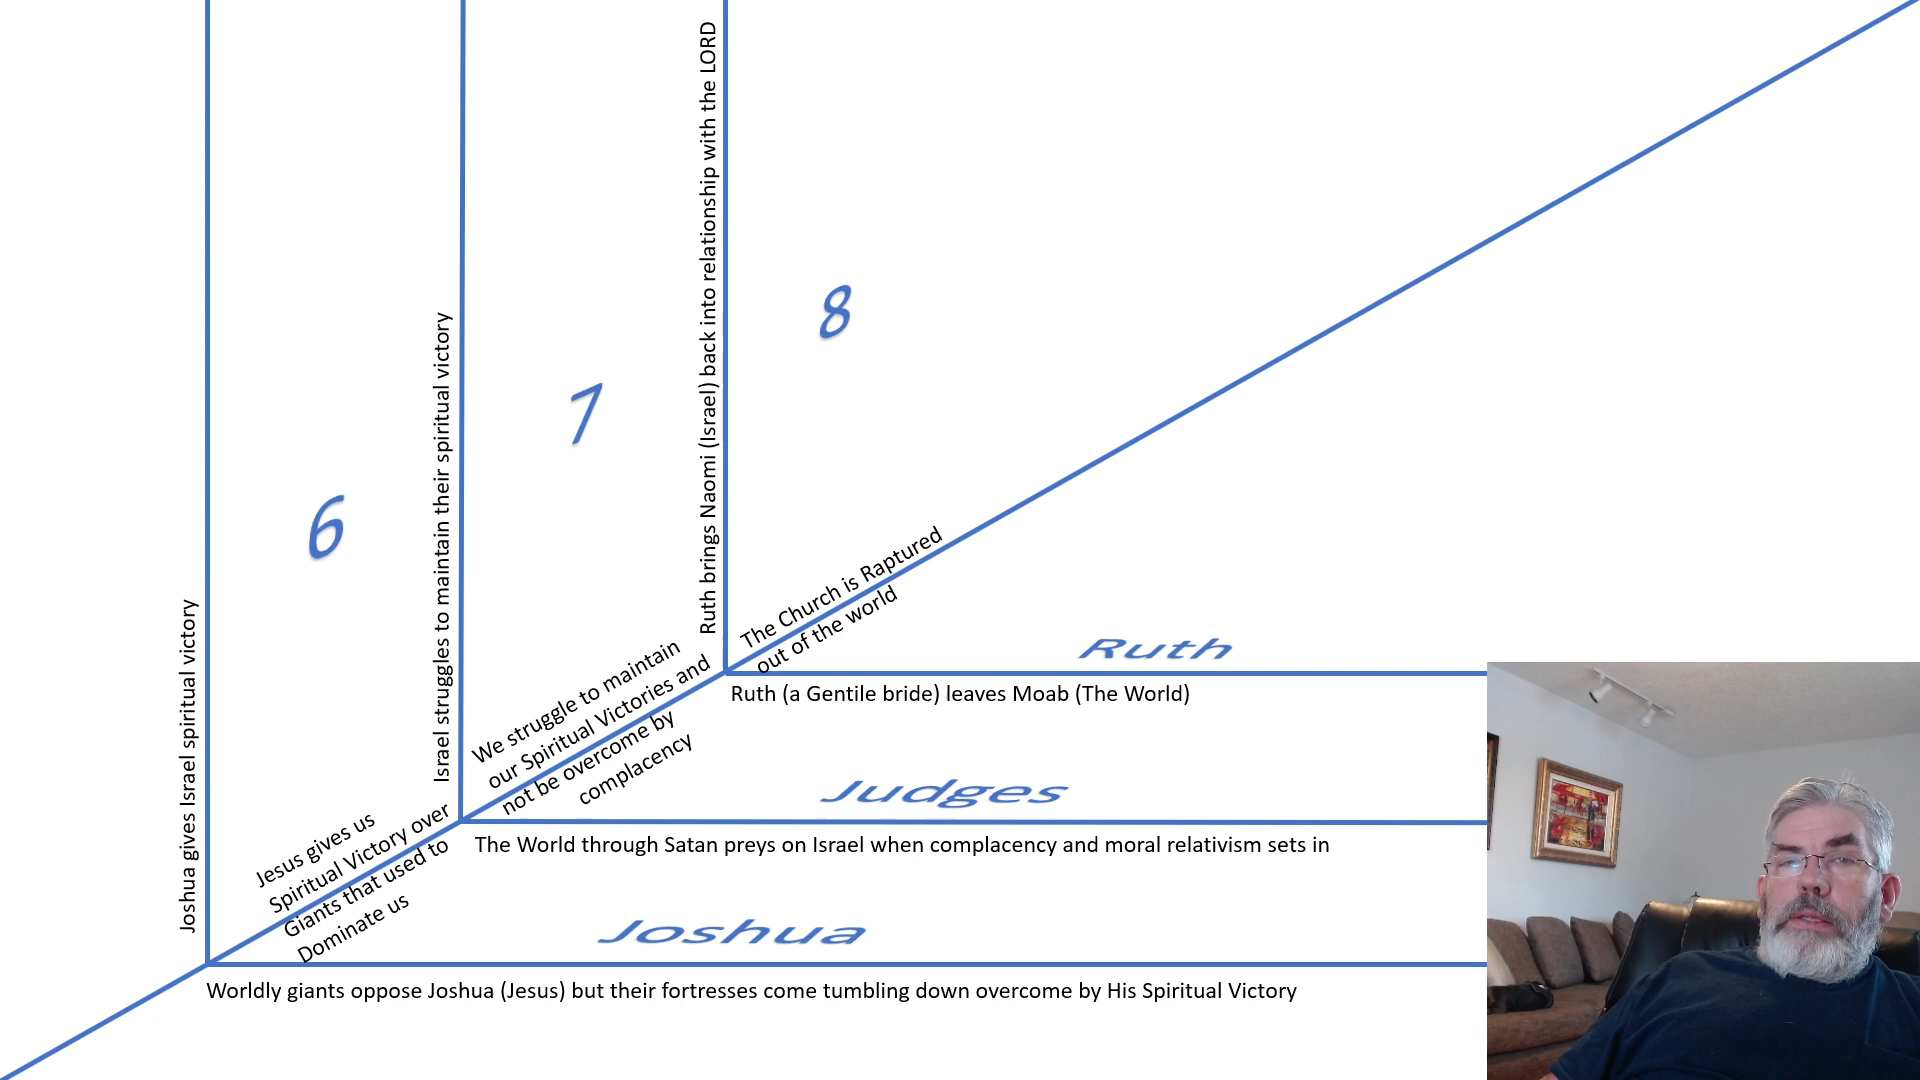 Joshua gives Israel spiritual victory
6
Jesus gives us
Spiritual Victory over
Giants that used to
Dominate us
Joshua
Worldly giants oppose Joshua (Jesus) but their fortresses come tumbling down overcome by His Spiritual Victory
Israel struggles to maintain their spiritual victory
7
We struggle to maintain
our Spiritual Victories and
not be overcome by
complacency
Judges
The World through Satan preys on Israel when complacency and moral relativism sets in
Ruth brings Naomi (Israel) back into relationship with the LORD
8
The Church is Raptured
out of the world
Ruth
Ruth (a Gentile bride) leaves Moab (The World)